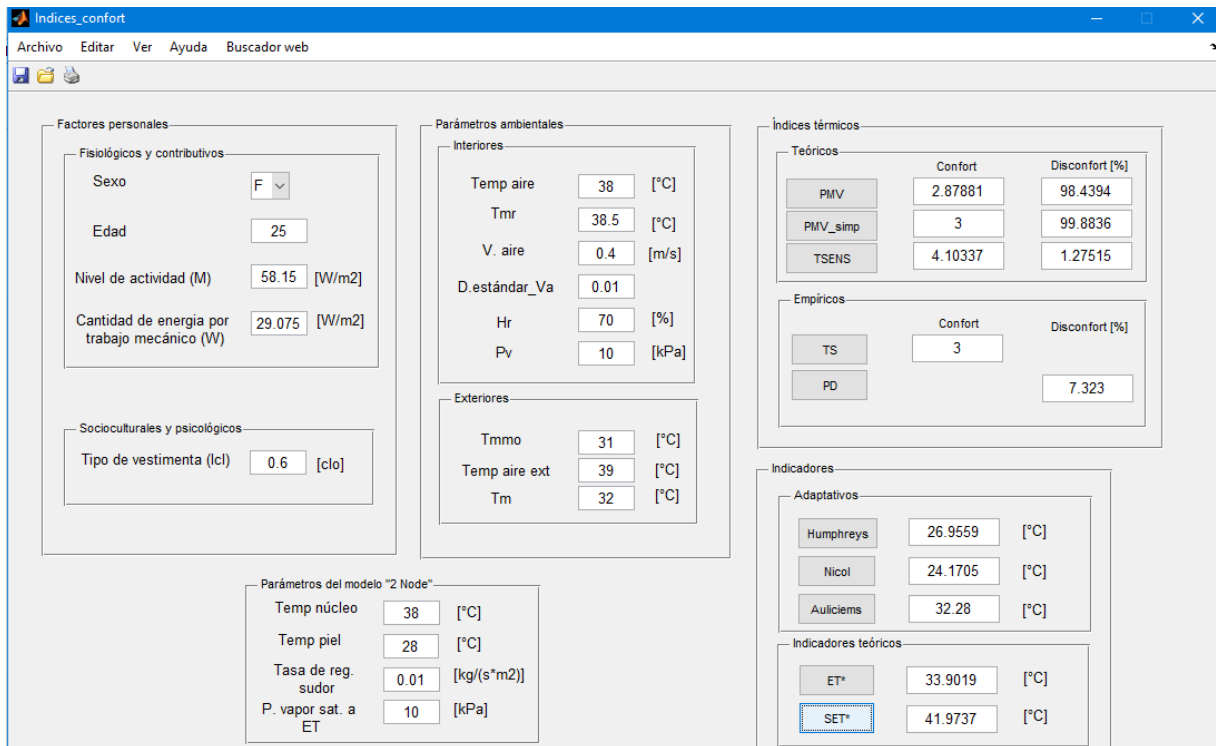 Indices_confort
Archivo Editar Ver Ayuda Buscador web
Factores personales
Fisiológicos y contributivos
Sexo F
Edad 25
Nivel de actividad (M) 58.15 [W/m2]
Cantidad de energia por
trabajo mecánico (W) 29.075 [W/m2]
Socioculturales y psicológicos
Tipo de vestimenta (Icl) 0.6 [clo]
Parámetros ambientales
Interiores
Temp aire 38 [°C]
Tmr 38.5 [°C]
V. aire 0.4 [m/s]
D.estándar_Va 0.01
Hr 70 [%]
Pv 10 [kPa]
Exteriores
Tmmo 31 [°C]
Temp aire ext 39 [°C]
Tm 32 [°C]
Parámetros del modelo "2 Node"
Temp núcleo 38 [°C]
Temp piel 28 [°C]
Tasa de reg.
sudor 0.01 [kg/(s*m2)]
P. vapor sat. a
ET 10 [kPa]
Índices térmicos
Teóricos
Confort Disconfort [%]
PMV 2.87881 98.4394
PMV_simp 3 99.8836
TSENS 4.10337 1.27515
Empíricos
Confort Disconfort [%]
TS 3
PD 7.323
Indicadores
Adaptativos
Humphreys 26.9559 [°C]
Nicol 24.1705 [°C]
Auliciems 32.28 [°C]
Indicadores teóricos
ET* 33.9019 [°C]
SET* 41.9737 [°C]